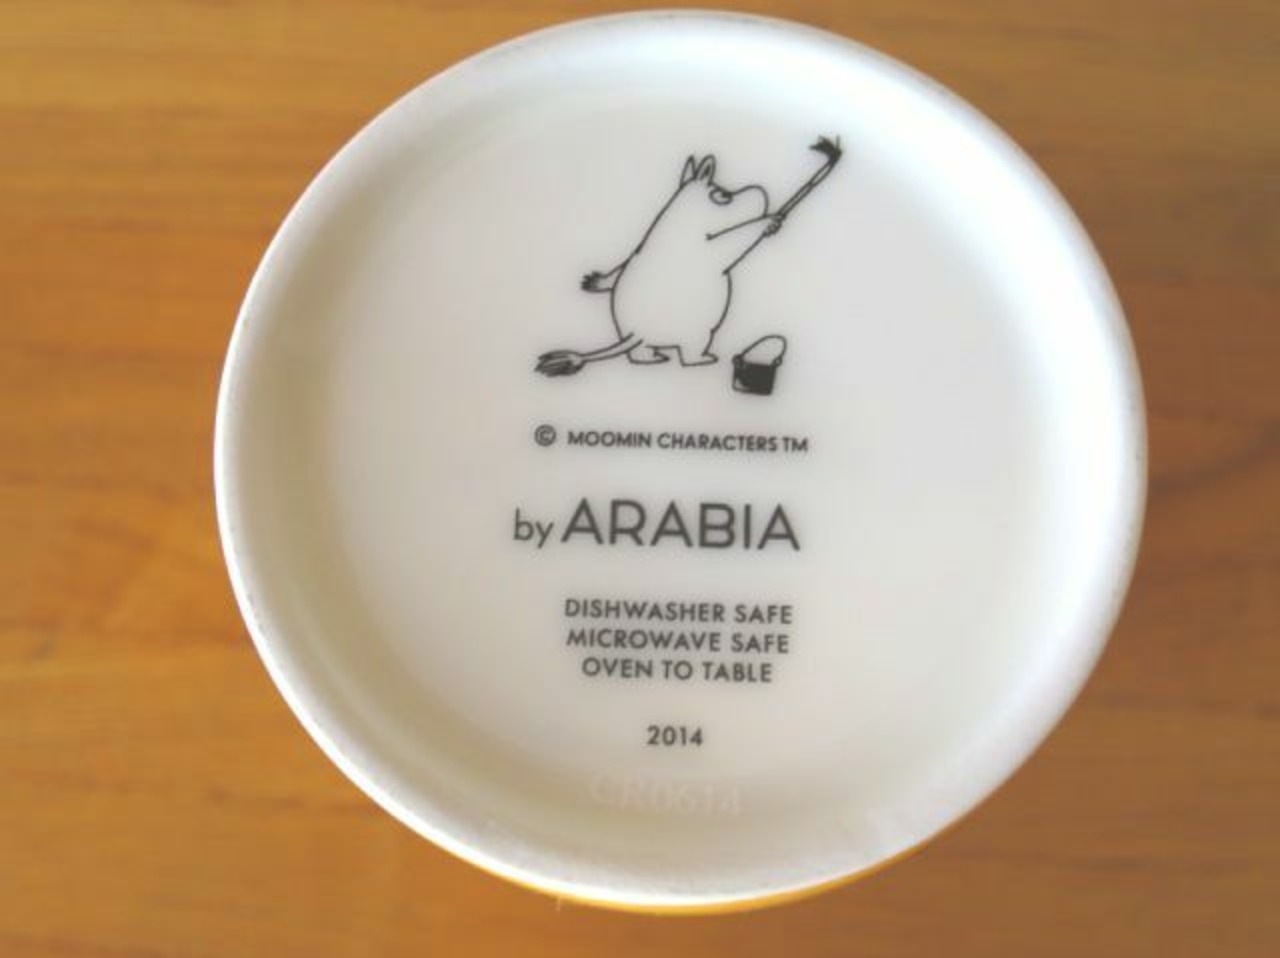 © MOOMIN CHARACTERS TM
by ARABIA
DISHWASHER SAFE
MICROWAVE SAFE
OVEN TO TABLE
2014